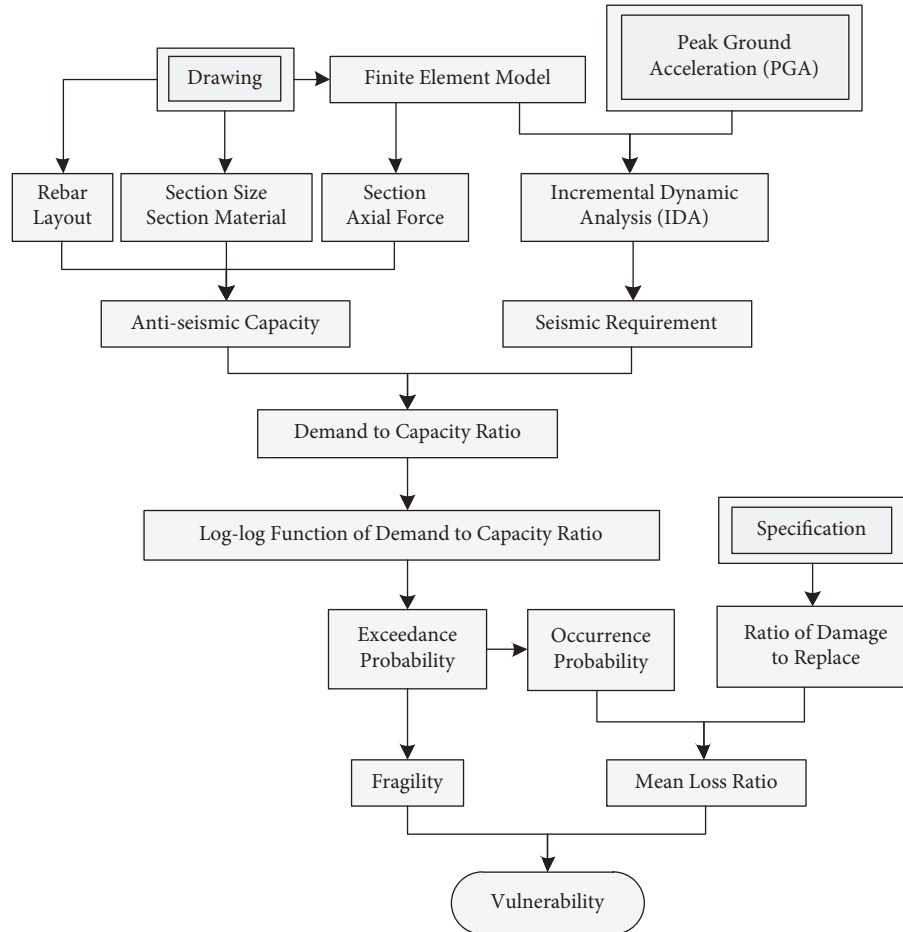 Drawing
Finite Element Model
Peak Ground
Acceleration (PGA)
Rebar
Layout
Section Size
Section Material
Section
Axial Force
Incremental Dynamic
Analysis (IDA)
Anti-seismic Capacity
Seismic Requirement
Demand to Capacity Ratio
Log-log Function of Demand to Capacity Ratio
Specification
Exceedance
Probability
Occurrence
Probability
Ratio of Damage
to Replace
Fragility
Mean Loss Ratio
Vulnerability